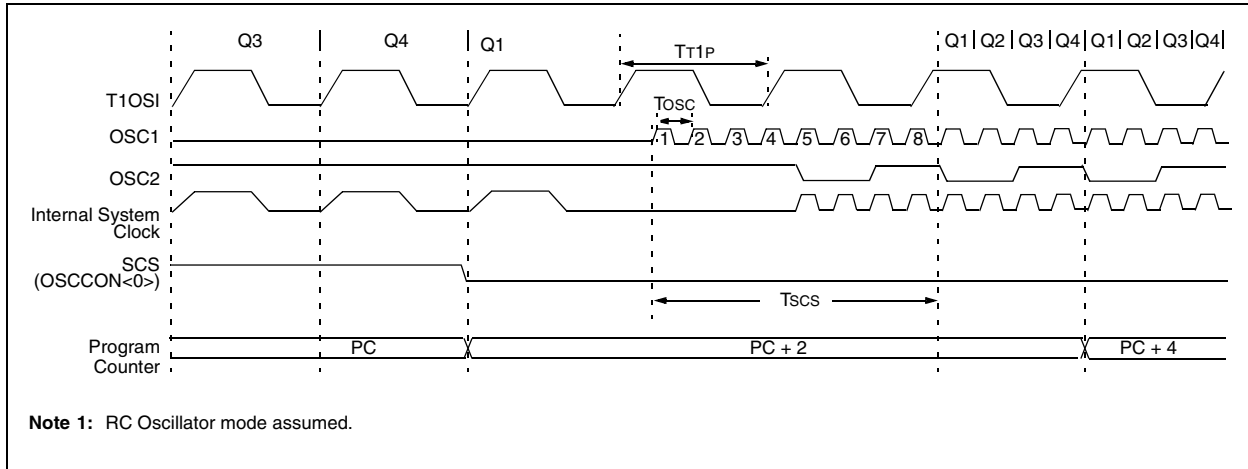 Q3 Q4 Q1 Q1 Q2 Q3 Q4 Q1 Q2 Q3 Q4
TT1P
T1OSI
TOSC
OSC1
1 2 3 4 5 6 7 8
OSC2
Internal System
Clock
SCS
(OSCCON<0>)
TSCS
Program
Counter
PC PC + 2 PC + 4
Note 1: RC Oscillator mode assumed.